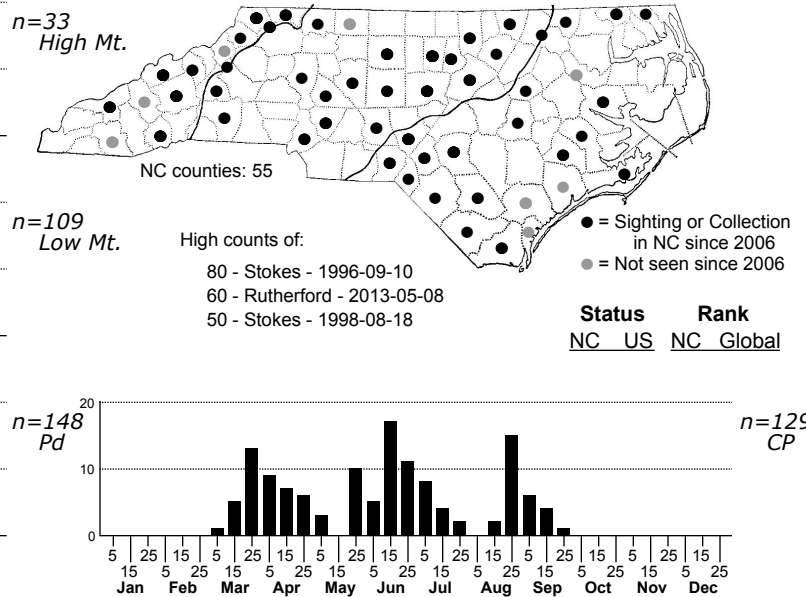 n=33
High Mt.
NC counties: 55
n=109
Low Mt.
High counts of:
80 - Stokes - 1996-09-10
60 - Rutherford - 2013-05-08
50 - Stokes - 1998-08-18
= Sighting or Collection
in NC since 2006
= Not seen since 2006
Status Rank
NC US NC Global
n=148
Pd
20
10
0
n=129
CP
5 25 15 5 25 15 5 25 15 5 25 15 5 25 15 5 25 15
15 5 25 15 5 25 15 5 25 15 5 25 15 5 25 15 5 25
Jan Feb Mar Apr May Jun Jul Aug Sep Oct Nov Dec